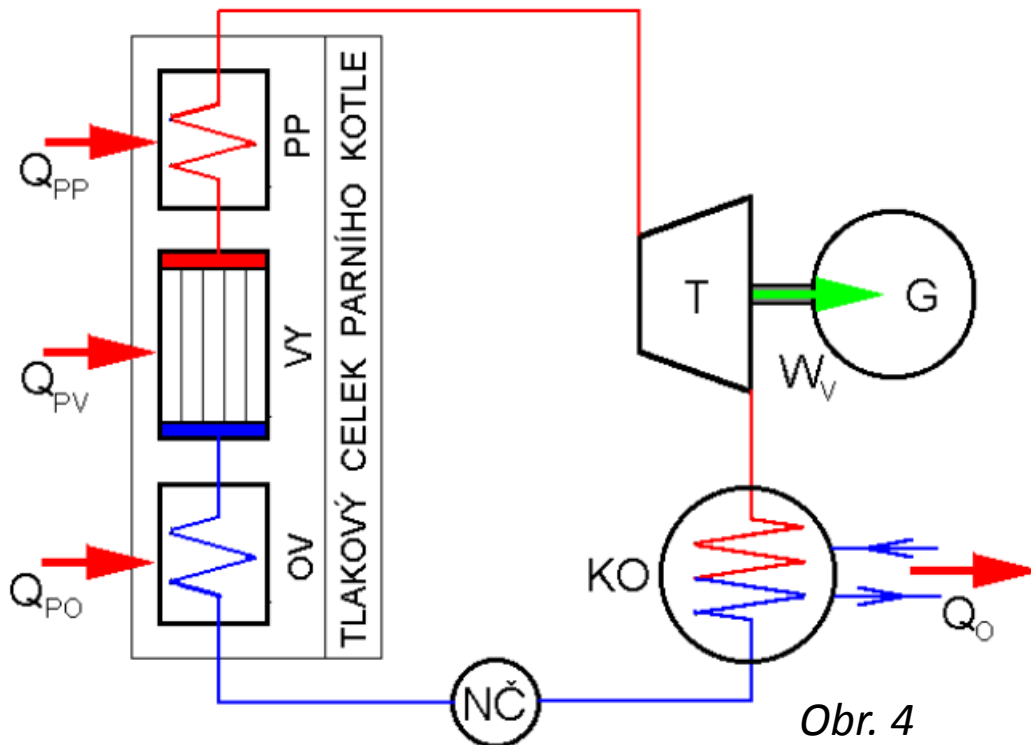 Q_PP
PP
Q_PV
VY
Q_PO
OV
TLAKOVÝ CELEK PARNÍHO KOTLE
T
G
W_V
KO
Q_O
NČ
Obr. 4